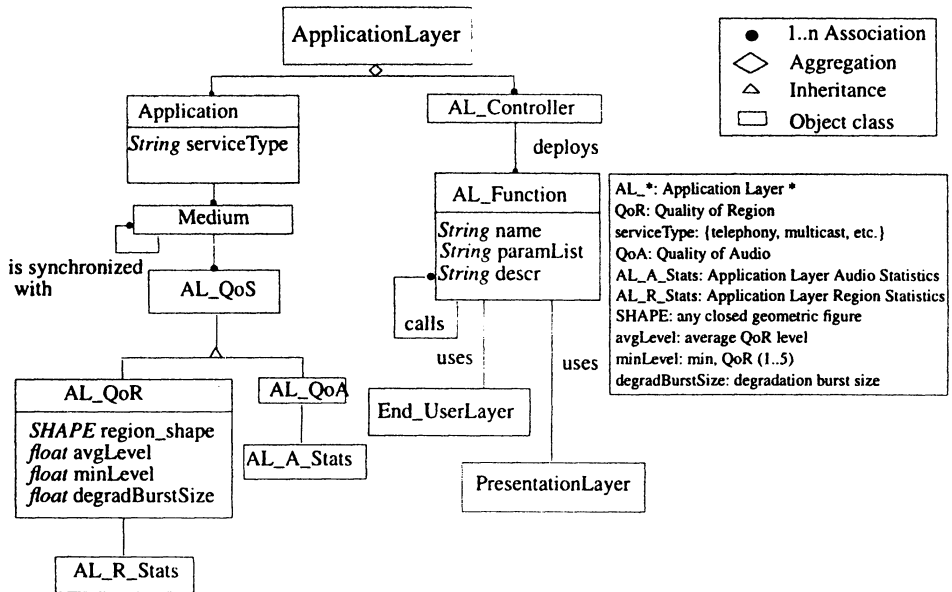 ApplicationLayer
1..n Association
Aggregation
Inheritance
Object class
Application
String serviceType
AL_Controller
deploys
Medium
is synchronized
with
AL_QoS
AL_Function
String name
String paramList
String descr
calls
uses
uses
AL_*: Application Layer *
QoR: Quality of Region
serviceType: {telephony, multicast, etc.}
QoA: Quality of Audio
AL_A_Stats: Application Layer Audio Statistics
AL_R_Stats: Application Layer Region Statistics
SHAPE: any closed geometric figure
avgLevel: average QoR level
minLevel: min, QoR (1..5)
degradBurstSize: degradation burst size
AL_QoR
SHAPE region_shape
float avgLevel
float minLevel
float degradBurstSize
AL_QoA
AL_A_Stats
End_UserLayer
PresentationLayer
AL_R_Stats